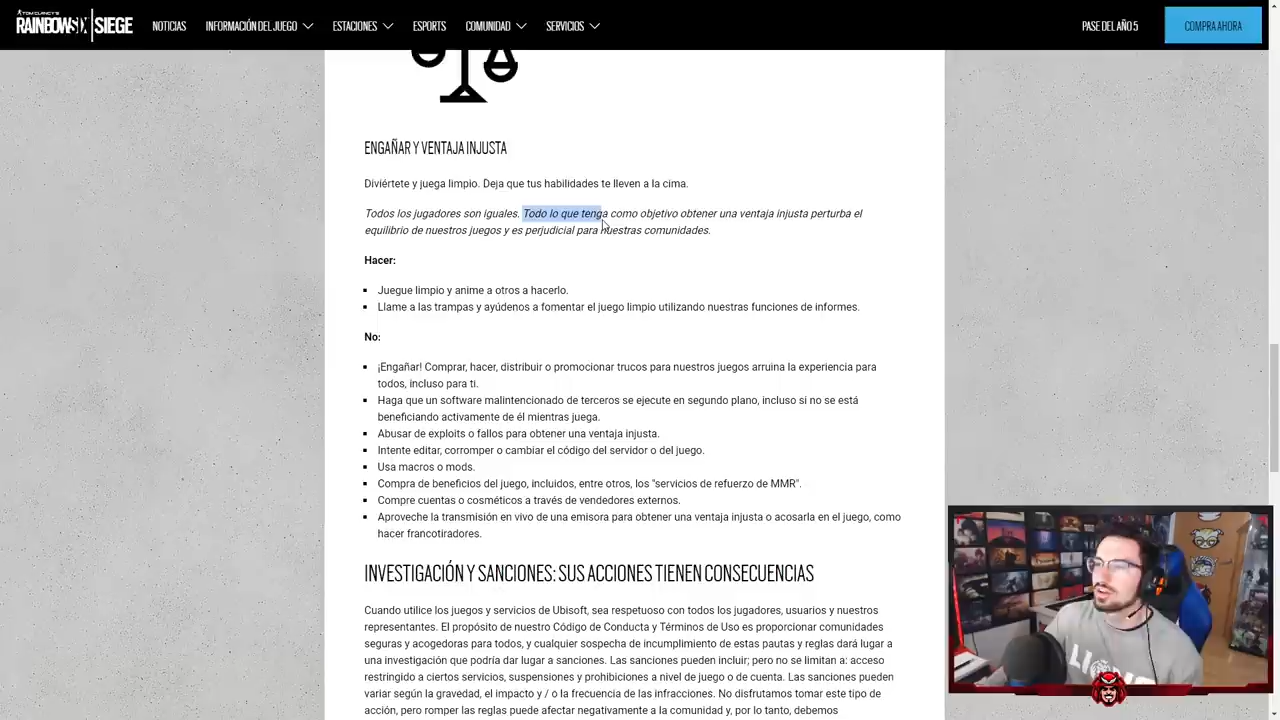 TOM CLANCY'S
RAINBOWSIX | SIEGE
NOTICIAS
INFORMACIÓN DEL JUEGO
ESTACIONES
ESPORTS
COMUNIDAD
SERVICIOS
PASE DEL AÑO 5
COMPRA AHORA
ENGAÑAR Y VENTAJA INJUSTA
Diviértete y juega limpio. Deja que tus habilidades te lleven a la cima.
Todos los jugadores son iguales. Todo lo que tenga como objetivo obtener una ventaja injusta perturba el
equilibrio de nuestros juegos y es perjudicial para nuestras comunidades.
Hacer:
Juegue limpio y anime a otros a hacerlo.
Llame a las trampas y ayúdenos a fomentar el juego limpio utilizando nuestras funciones de informes.
No:
¡Engañar! Comprar, hacer, distribuir o promocionar trucos para nuestros juegos arruina la experiencia para
todos, incluso para ti.
Haga que un software malintencionado de terceros se ejecute en segundo plano, incluso si no se está
beneficiando activamente de él mientras juega.
Abusar de exploits o fallos para obtener una ventaja injusta.
Intente editar, corromper o cambiar el código del servidor o del juego.
Usa macros o mods.
Compra de beneficios del juego, incluidos, entre otros, los "servicios de refuerzo de MMR".
Compre cuentas o cosméticos a través de vendedores externos.
Aproveche la transmisión en vivo de una emisora para obtener una ventaja injusta o acosarla en el juego, como
hacer francotiradores.
INVESTIGACIÓN Y SANCIONES: SUS ACCIONES TIENEN CONSECUENCIAS
Cuando utilice los juegos y servicios de Ubisoft, sea respetuoso con todos los jugadores, usuarios y nuestros
representantes. El propósito de nuestro Código de Conducta y Términos de Uso es proporcionar comunidades
seguras y acogedoras para todos, y cualquier sospecha de incumplimiento de estas pautas y reglas dará lugar a
una investigación que podría dar lugar a sanciones. Las sanciones pueden incluir; pero no se limitan a: acceso
restringido a ciertos servicios, suspensiones y prohibiciones a nivel de juego o de cuenta. Las sanciones pueden
variar según la gravedad, el impacto y / o la frecuencia de las infracciones. No disfrutamos tomar este tipo de
acción, pero romper las reglas puede afectar negativamente a la comunidad y, por lo tanto, debemos